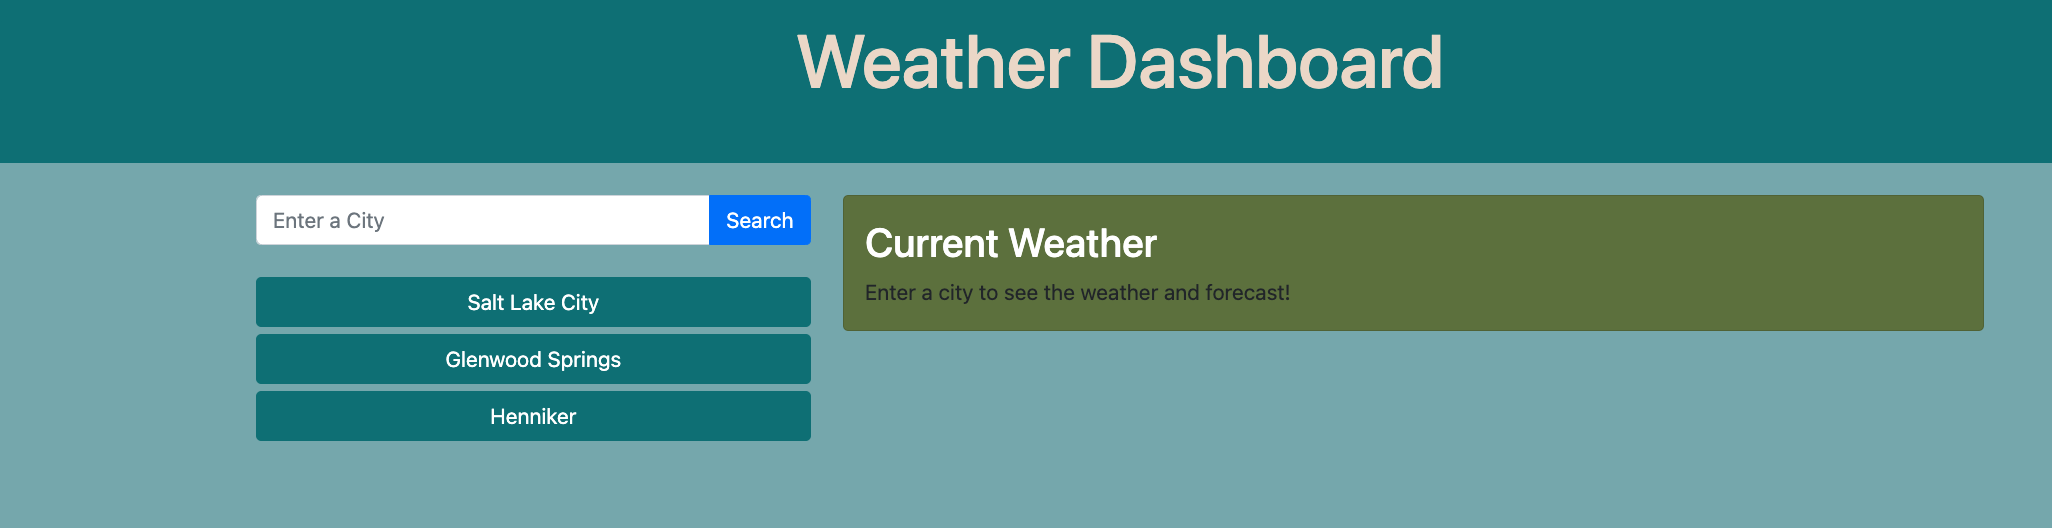 Weather Dashboard
Enter a City
Search
Salt Lake City
Glenwood Springs
Henniker
Current Weather
Enter a city to see the weather and forecast!